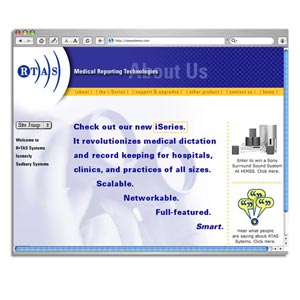 RTAS
Medical Reporting Technologies
About Us
| about | the i-Series | support & upgrades | other product | contact us | home |
Site Jump
Welcome to
RTAS Systems
formerly
Sudbury Systems
Check out our new iSeries.
It revolutionizes medical dictation
and record keeping for hospitals,
clinics, and practices of all sizes.
Scalable.
Networkable.
Full-featured.
Smart.
Enter to win a Sony
Surround Sound System
At HIMSS. Click Here.
Hear what people
are saying about RTAS
Sytems. Click Here.